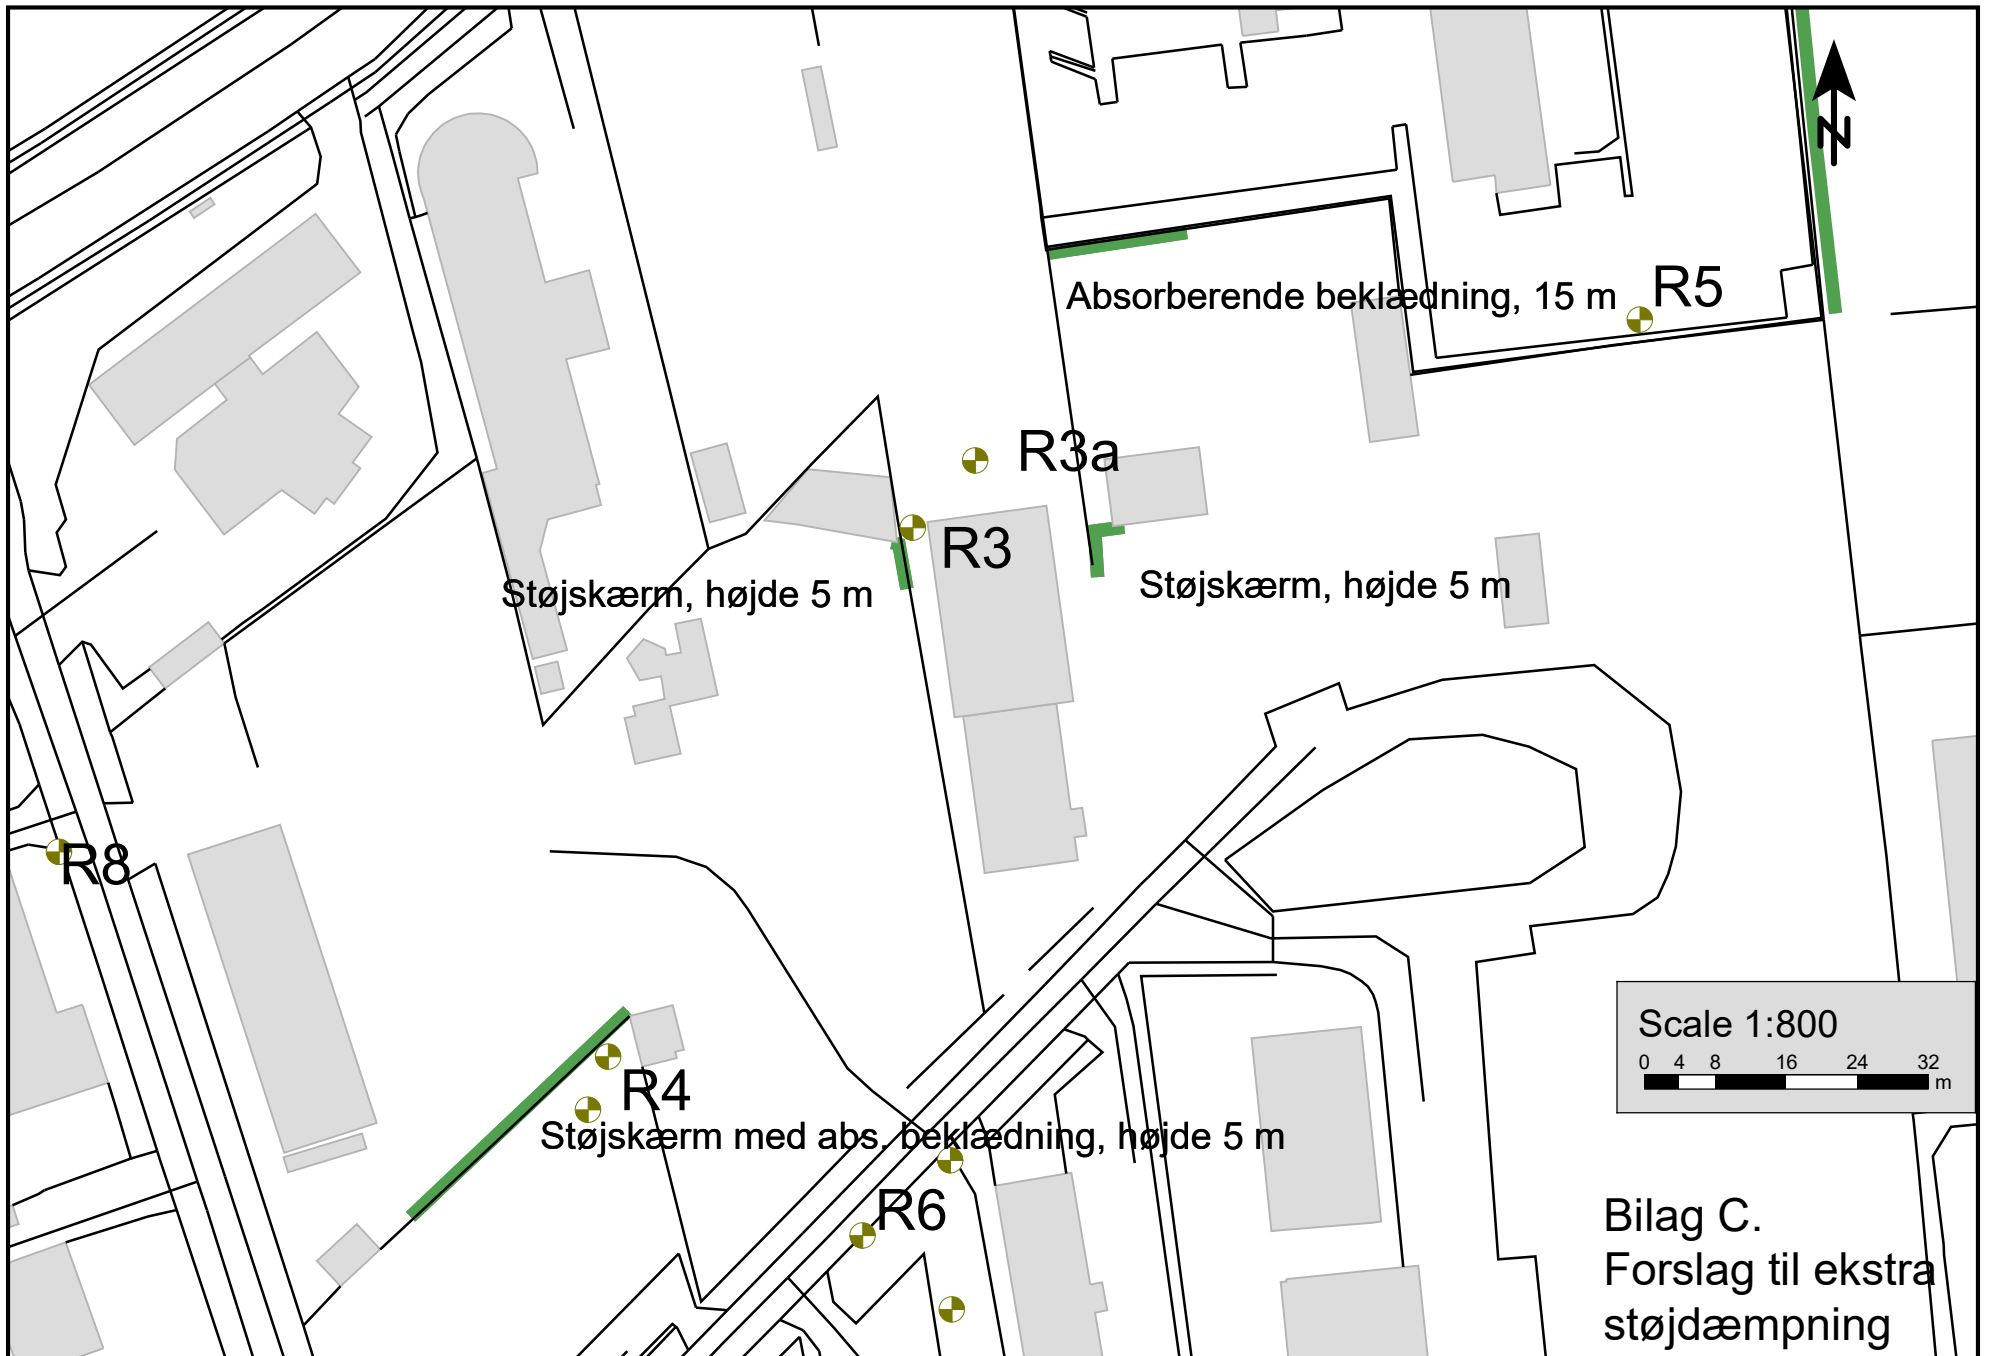 N
Absorberende beklædning, 15 m
R5
R3a
R3
Støjskærm, højde 5 m
Støjskærm, højde 5 m
R8
R4
Støjskærm med abs. beklædning, højde 5 m
R6
Scale 1:800
0 4 8 16 24 32
m
Bilag C.
Forslag til ekstra
støjdæmpning